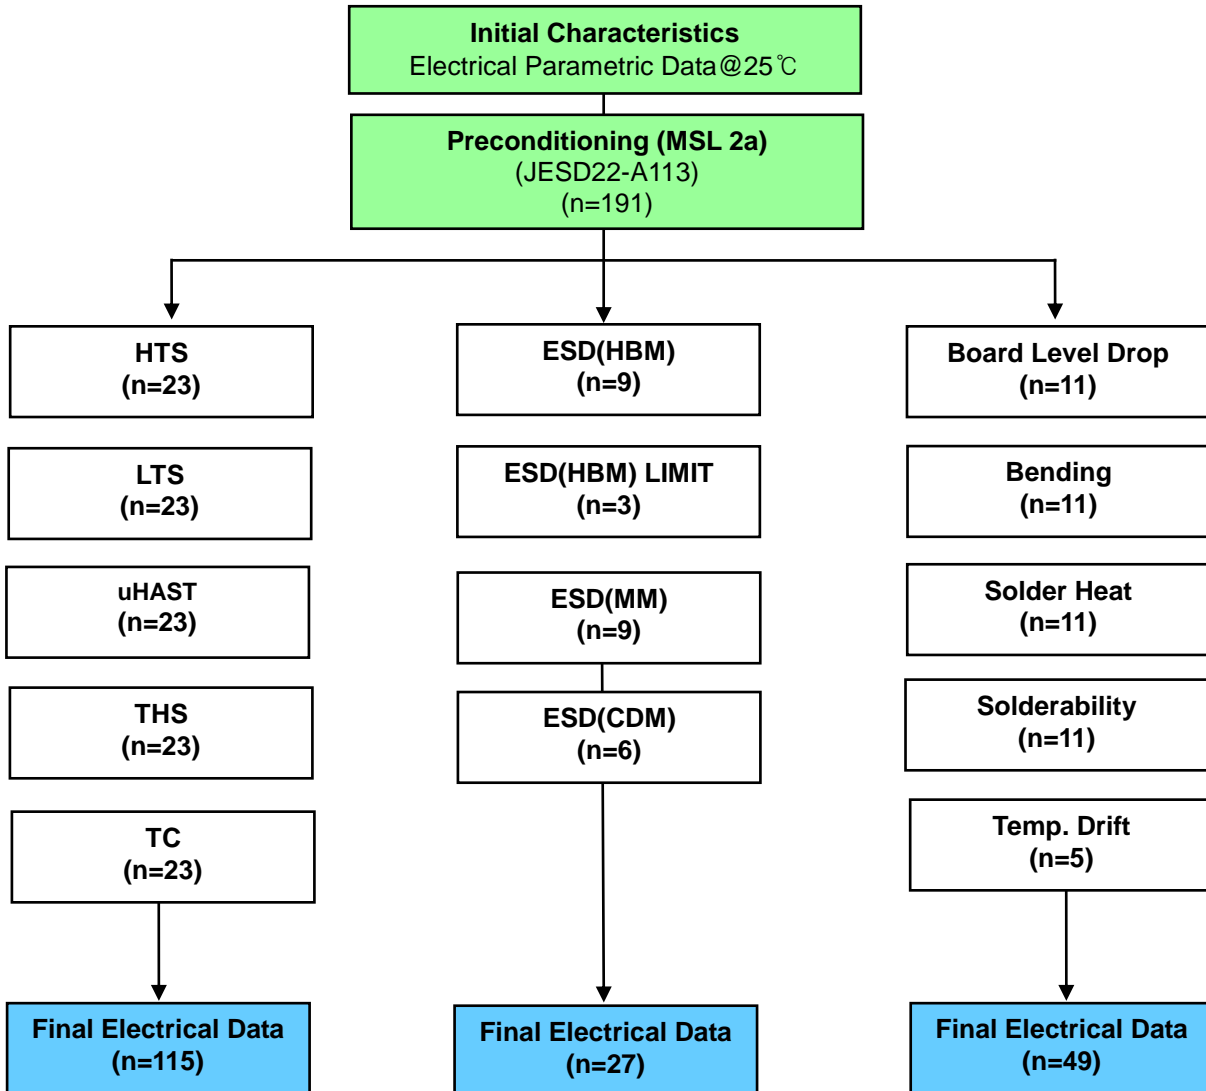 Initial Characteristics
Electrical Parametric Data@25℃
Preconditioning (MSL 2a)
(JESD22-A113)
(n=191)
HTS
(n=23)
LTS
(n=23)
uHAST
(n=23)
THS
(n=23)
TC
(n=23)
Final Electrical Data
(n=115)
ESD(HBM)
(n=9)
ESD(HBM) LIMIT
(n=3)
ESD(MM)
(n=9)
ESD(CDM)
(n=6)
Final Electrical Data
(n=27)
Board Level Drop
(n=11)
Bending
(n=11)
Solder Heat
(n=11)
Solderability
(n=11)
Temp. Drift
(n=5)
Final Electrical Data
(n=49)